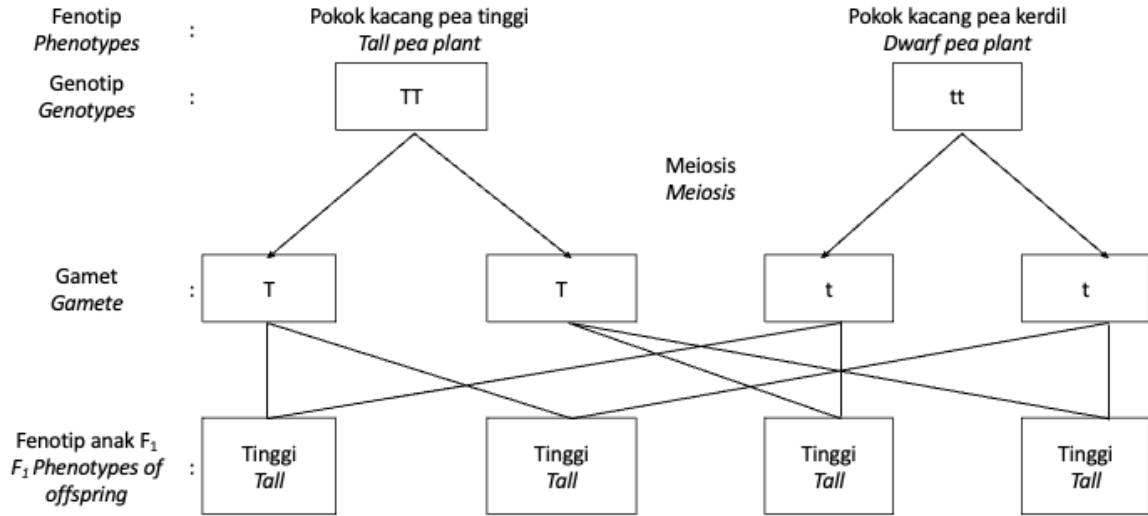 Fenotip
Phenotypes
:
Pokok kacang pea tinggi
Tall pea plant
Pokok kacang pea kerdil
Dwarf pea plant
Genotip
Genotypes
:
TT
tt
Meiosis
Meiosis
Gamet
Gamete
:
T
T
t
t
Fenotip anak F₁
F₁ Phenotypes of
offspring
:
Tinggi
Tall
Tinggi
Tall
Tinggi
Tall
Tinggi
Tall